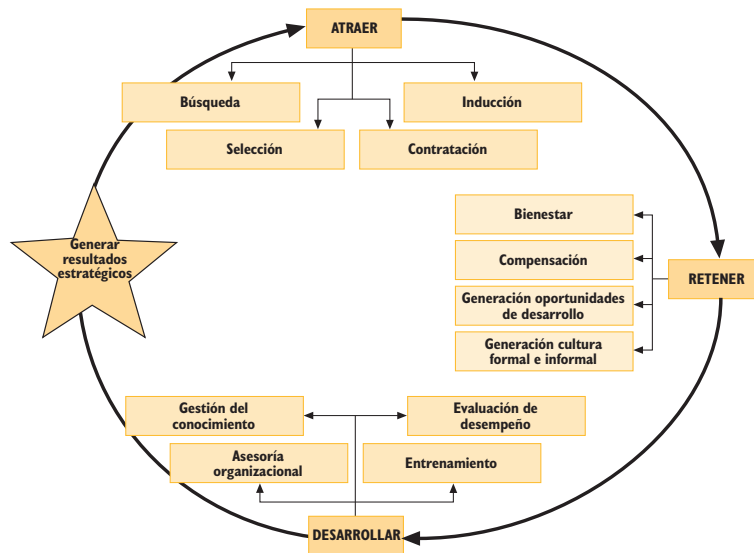 ATRAER
Búsqueda
Inducción
Selección
Contratación
Generar
resultados
estratégicos
Bienestar
Compensación
RETENER
Generación oportunidades
de desarrollo
Generación cultura
formal e informal
Gestión del
conocimiento
Evaluación de
desempeño
Asesoría
organizacional
Entrenamiento
DESARROLLAR